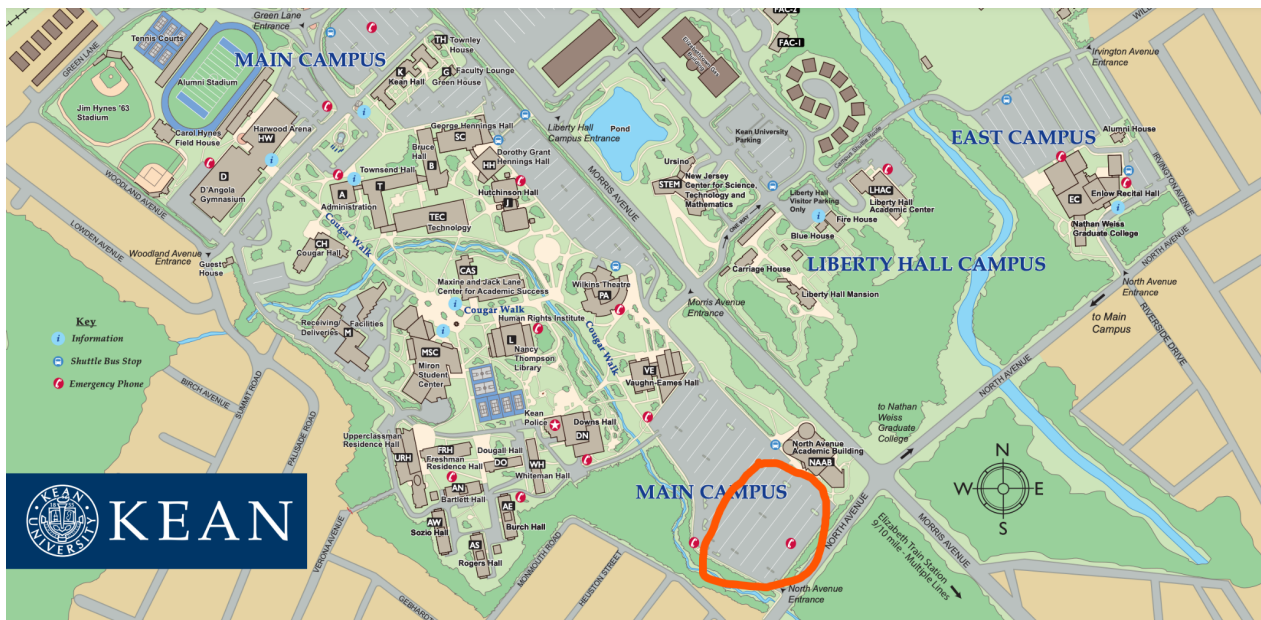 Green Lane
Entrance
Tennis Courts
GREEN LANE
MAIN CAMPUS
TH
Townley
House
K
Kean Hall
G
Faculty Lounge
Green House
FAC-2
FAC-1
Irvington Avenue
Entrance
Alumni Stadium
Jim Hynes '63
Stadium
Carol Hynes
Field House
Harwood Arena
HW
D
D'Angola
Gymnasium
WOODLAND AVENUE
LOWDEN AVENUE
George Hennings Hall
SC
Bruce
Hall
B
Dorothy Grant
Hennings Hall
HH
Townsend Hall
T
A
Administration
Hutchinson Hall
J
TEC
Technology
Liberty Hall
Campus Entrance
Pond
MORRIS AVENUE
Kean University
Parking
Campus Shuttle Route
EAST CAMPUS
Alumni House
IRVINGTON AVENUE
Enlow Recital Hall
EC
Nathan Weiss
Graduate College
NORTH AVENUE
Ursino
STEM
New Jersey
Center for Science,
Technology and
Mathematics
Liberty Hall
Visitor Parking
Only
LHAC
Liberty Hall
Academic Center
Fire House
Blue House
ONE WAY
Carriage House
LIBERTY HALL CAMPUS
Liberty Hall Mansion
North Avenue
Entrance
to Main
Campus
RIVERSIDE DRIVE
Woodland Avenue
Entrance
Guest
House
CH
Cougar Hall
Cougar Walk
CAS
Maxine and Jack Lane
Center for Academic Success
Cougar Walk
Human Rights Institute
Wilkins Theatre
PA
Cougar Walk
Morris Avenue
Entrance
Receiving/
Deliveries
Facilities
M
MSC
Miron
Student
Center
L
Nancy
Thompson
Library
VE
Vaughn-Eames Hall
NORTH AVENUE
Key
Information
Shuttle Bus Stop
Emergency Phone
BIRCH AVENUE
SUMMIT ROAD
PALISADE ROAD
Kean
Police
Downs Hall
DN
to Nathan
Weiss
Graduate
College
North Avenue
Academic Building
NAAB
Upperclassman
Residence Hall
URH
FRH
Freshman
Residence Hall
Dougall Hall
DO
WH
Whiteman Hall
AN
Bartlett Hall
AE
Burch Hall
AW
Sozio Hall
AS
Rogers Hall
MAIN CAMPUS
N
W
E
S
KEAN UNIVERSITY
KEAN
VERONA AVENUE
MONMOUTH ROAD
HEUSTON STREET
NORTH AVENUE
North Avenue
Entrance
MORRIS AVENUE
Elizabeth Train Station
9/10 mile - Multiple Lines